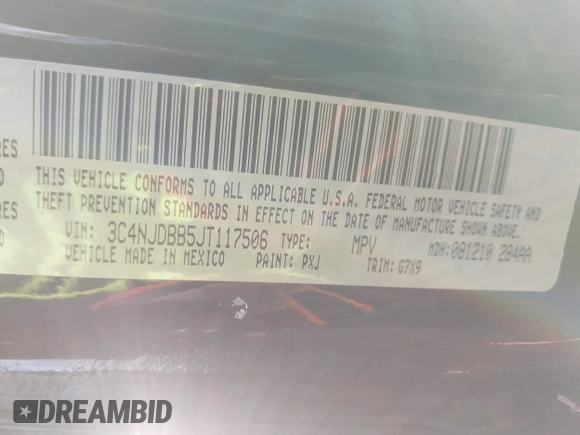 THIS VEHICLE CONFORMS TO ALL APPLICABLE U.S.A. FEDERAL MOTOR VEHICLE SAFETY AND
THEFT PREVENTION STANDARDS IN EFFECT ON THE DATE OF MANUFACTURE SHOWN ABOVE.
VIN: 3C4NJDBB5JT117506 TYPE: MPV MDH:081210 284AA
VEHICLE MADE IN MEXICO PAINT: PXJ TRIM: G7X9
DREAMBID